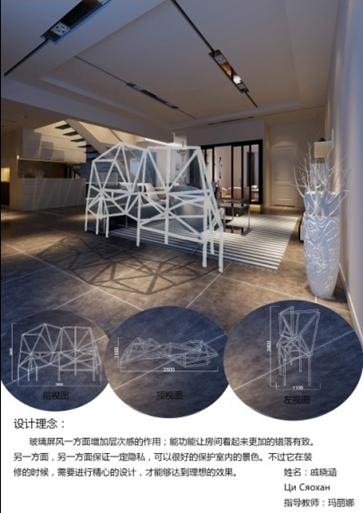 前视图
2500
顶视图
1100
左视图
设计理念：
玻璃屏风一方面增加层次感的作用；能功能让房间看起来更加的错落有致。
另一方面，另一方面保证一定隐私，可以很好的保护室内的景色。不过它在装
修的时候，需要进行精心的设计，才能够达到理想的效果。
姓名：戚晓涵
Ци Сяохан
指导教师：玛丽娜